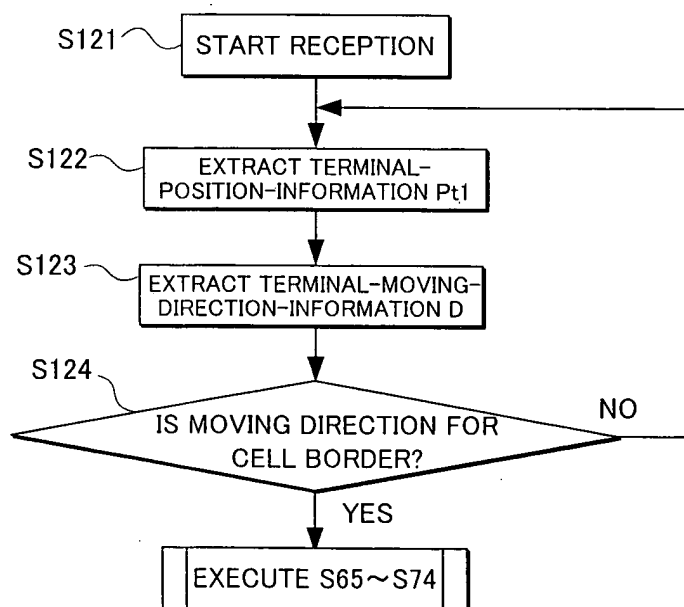 S121
START RECEPTION
S122
EXTRACT TERMINAL-
POSITION-INFORMATION Pt1
S123
EXTRACT TERMINAL-MOVING-
DIRECTION-INFORMATION D
S124
IS MOVING DIRECTION FOR
CELL BORDER?
NO
YES
EXECUTE S65～S74